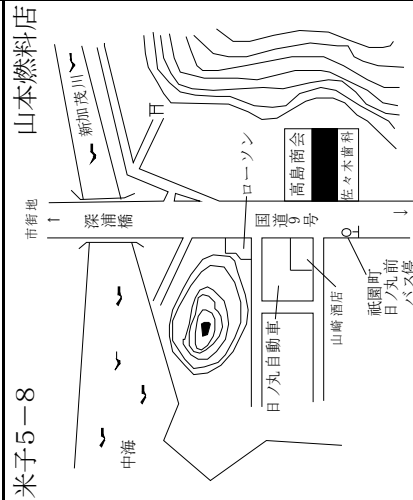 米子5－8
山本燃料店
新加茂川
市街地
深浦橋
ローソン
国道9号
高島商会
佐々木歯科
中海
日ノ丸自動車
山崎酒店
祇園町
日ノ丸前
バス停